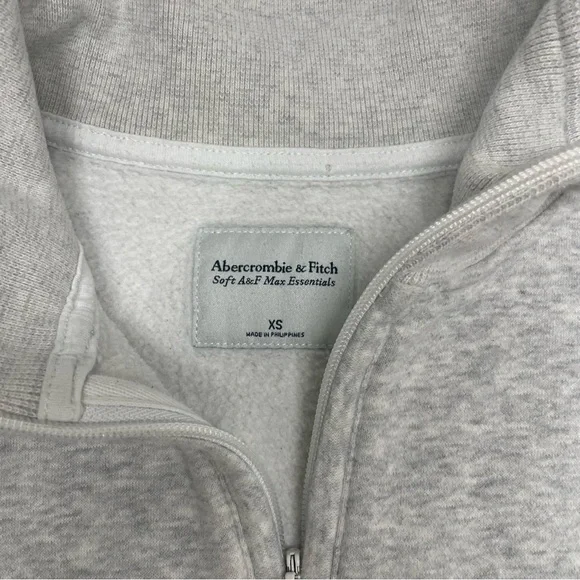 Abercrombie & Fitch
Soft A&F Max Essentials
XS
MADE IN PHILIPPINES